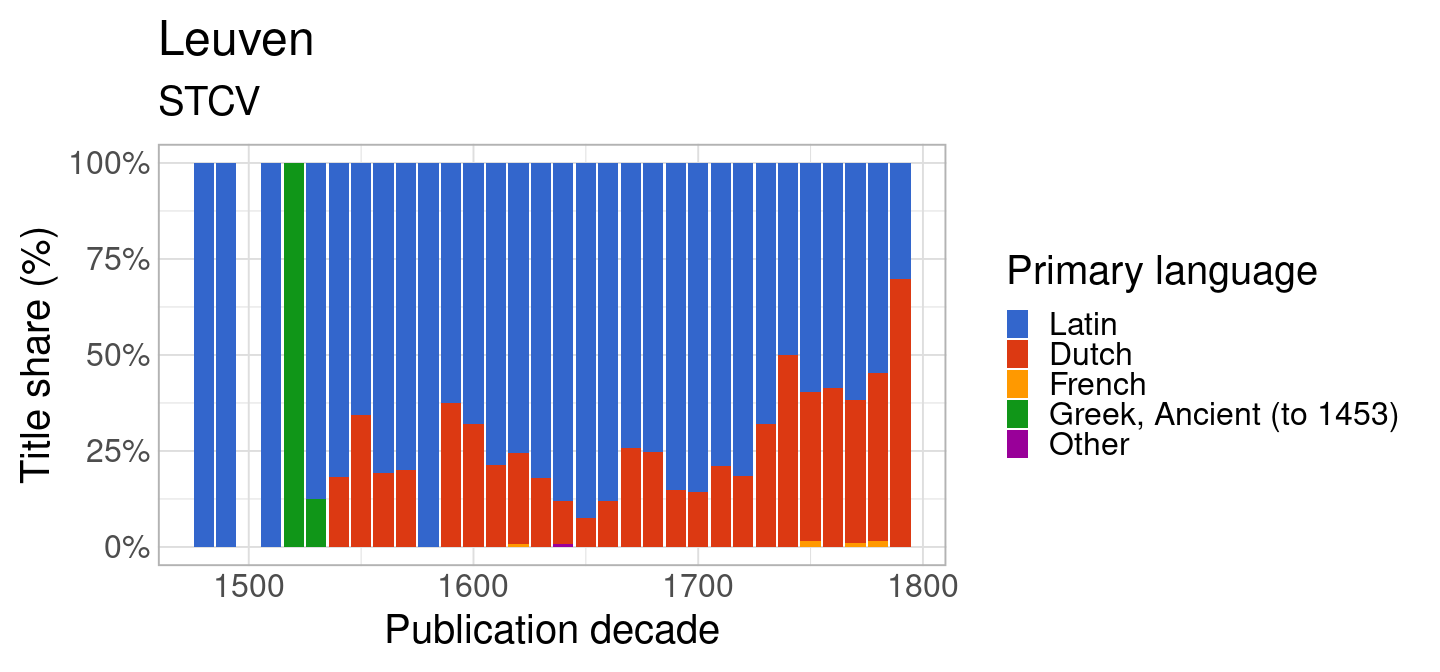 Leuven
STCV
100%
75%
50%
25%
0%
Title share (%)
1500 1600 1700 1800
Publication decade
Primary language
Latin
Dutch
French
Greek, Ancient (to 1453)
Other